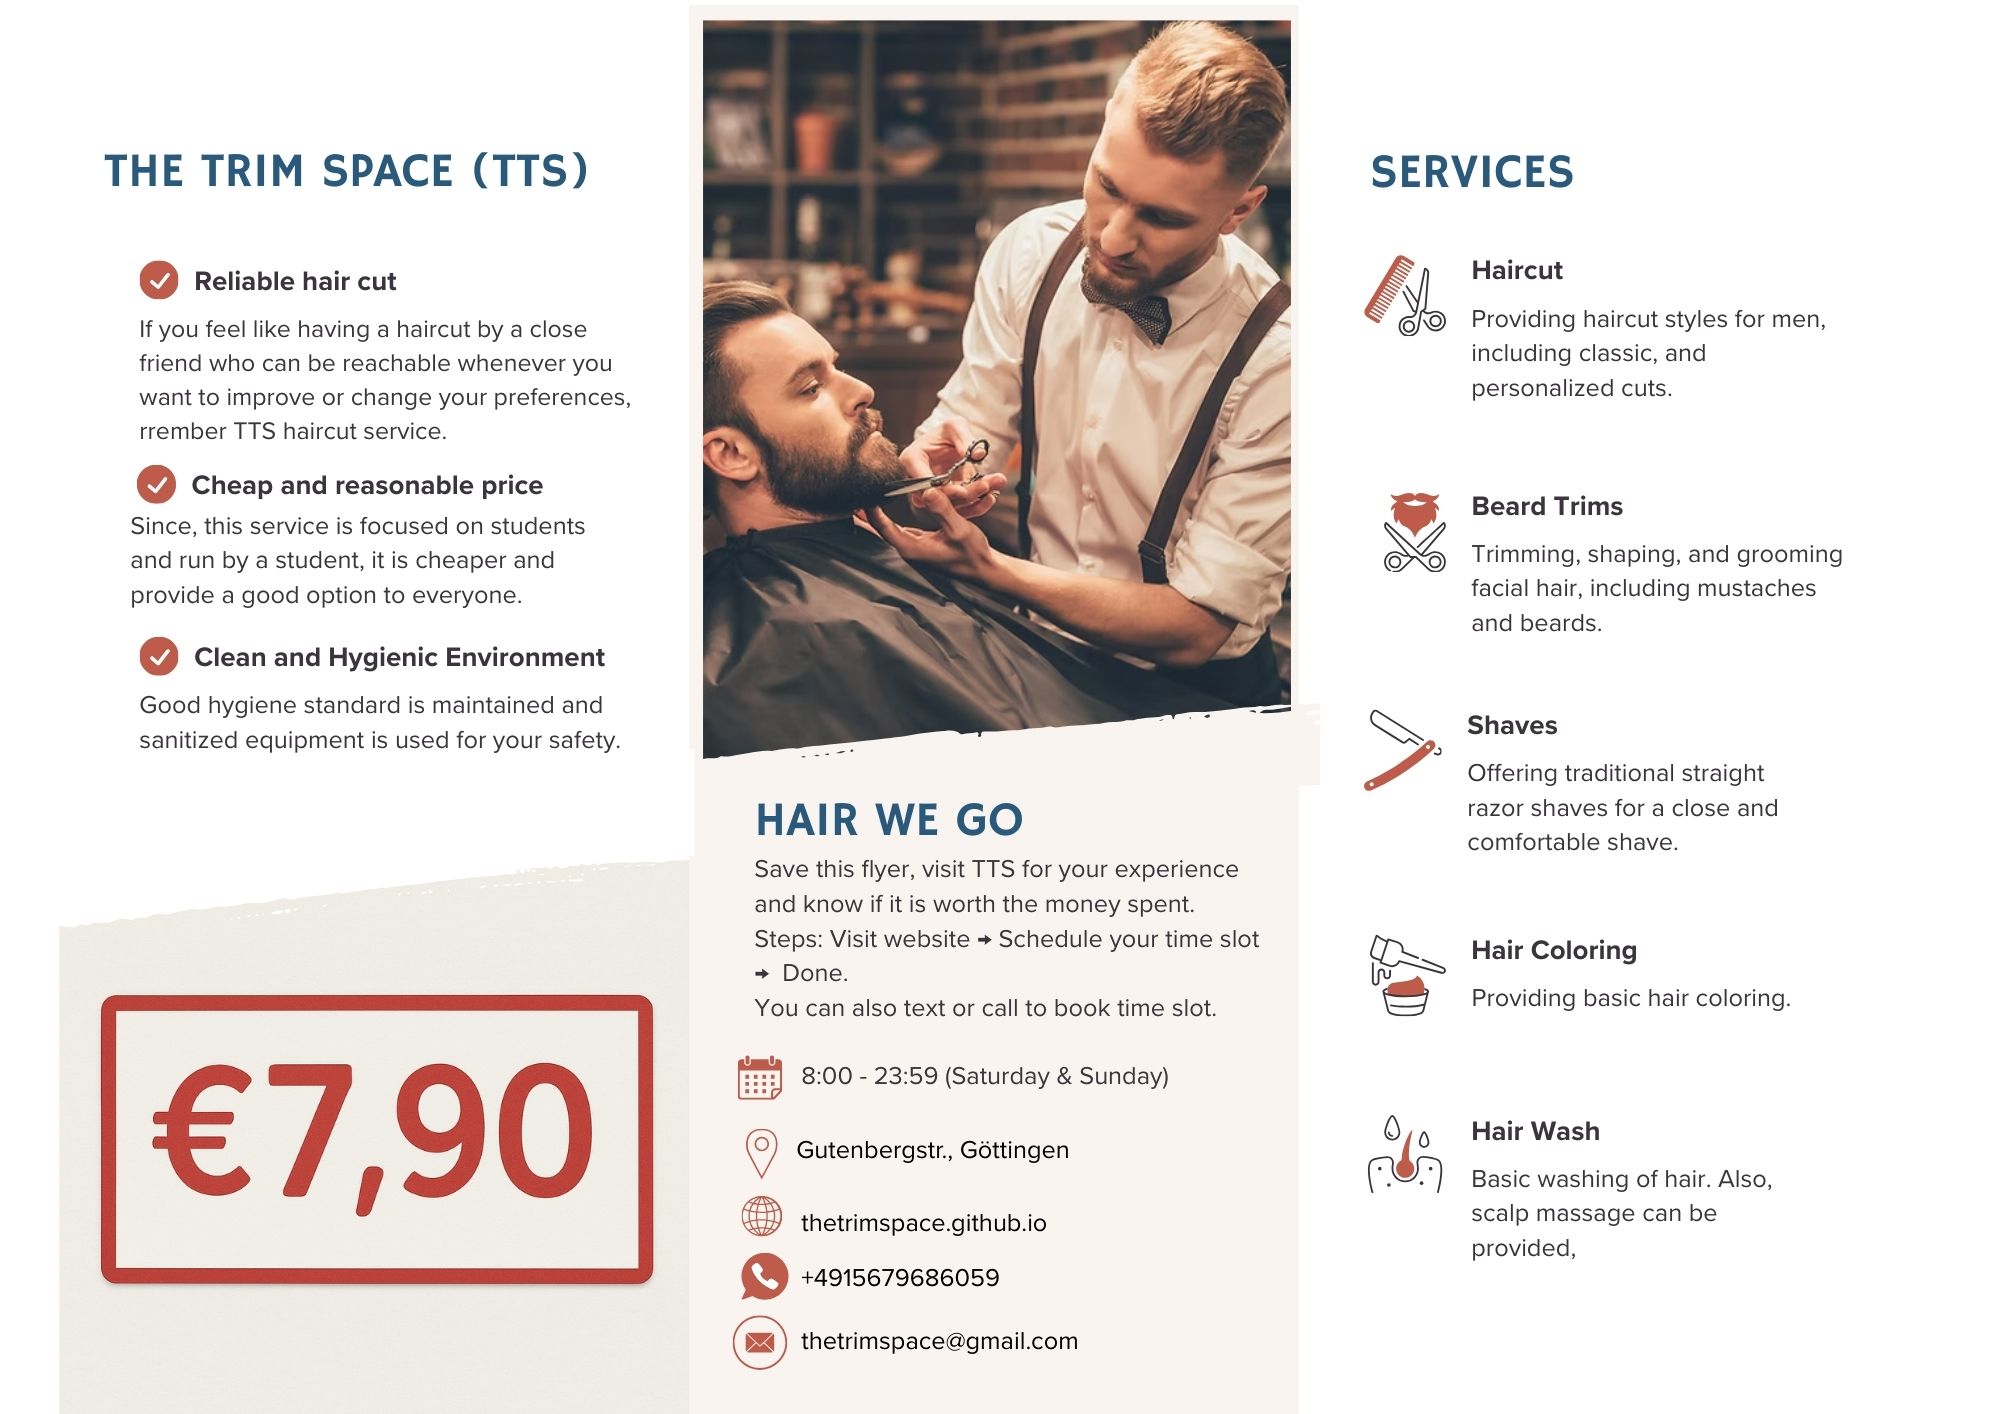 THE TRIM SPACE (TTS)
Reliable hair cut
If you feel like having a haircut by a close
friend who can be reachable whenever you
want to improve or change your preferences,
rrember TTS haircut service.
Cheap and reasonable price
Since, this service is focused on students
and run by a student, it is cheaper and
provide a good option to everyone.
Clean and Hygienic Environment
Good hygiene standard is maintained and
sanitized equipment is used for your safety.
€7,90
HAIR WE GO
Save this flyer, visit TTS for your experience
and know if it is worth the money spent.
Steps: Visit website → Schedule your time slot
→ Done.
You can also text or call to book time slot.
8:00 - 23:59 (Saturday & Sunday)
Gutenbergstr., Göttingen
thetrimspace.github.io
+4915679686059
thetrimspace@gmail.com
SERVICES
Haircut
Providing haircut styles for men,
including classic, and
personalized cuts.
Beard Trims
Trimming, shaping, and grooming
facial hair, including mustaches
and beards.
Shaves
Offering traditional straight
razor shaves for a close and
comfortable shave.
Hair Coloring
Providing basic hair coloring.
Hair Wash
Basic washing of hair. Also,
scalp massage can be
provided,